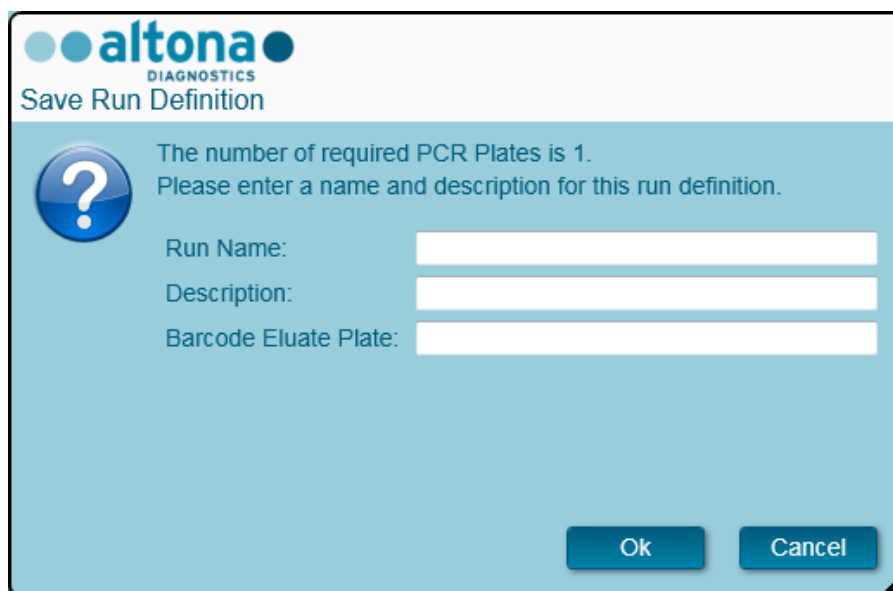 altona
DIAGNOSTICS
Save Run Definition
?
The number of required PCR Plates is 1.
Please enter a name and description for this run definition.
Run Name:
Description:
Barcode Eluate Plate:
Ok Cancel